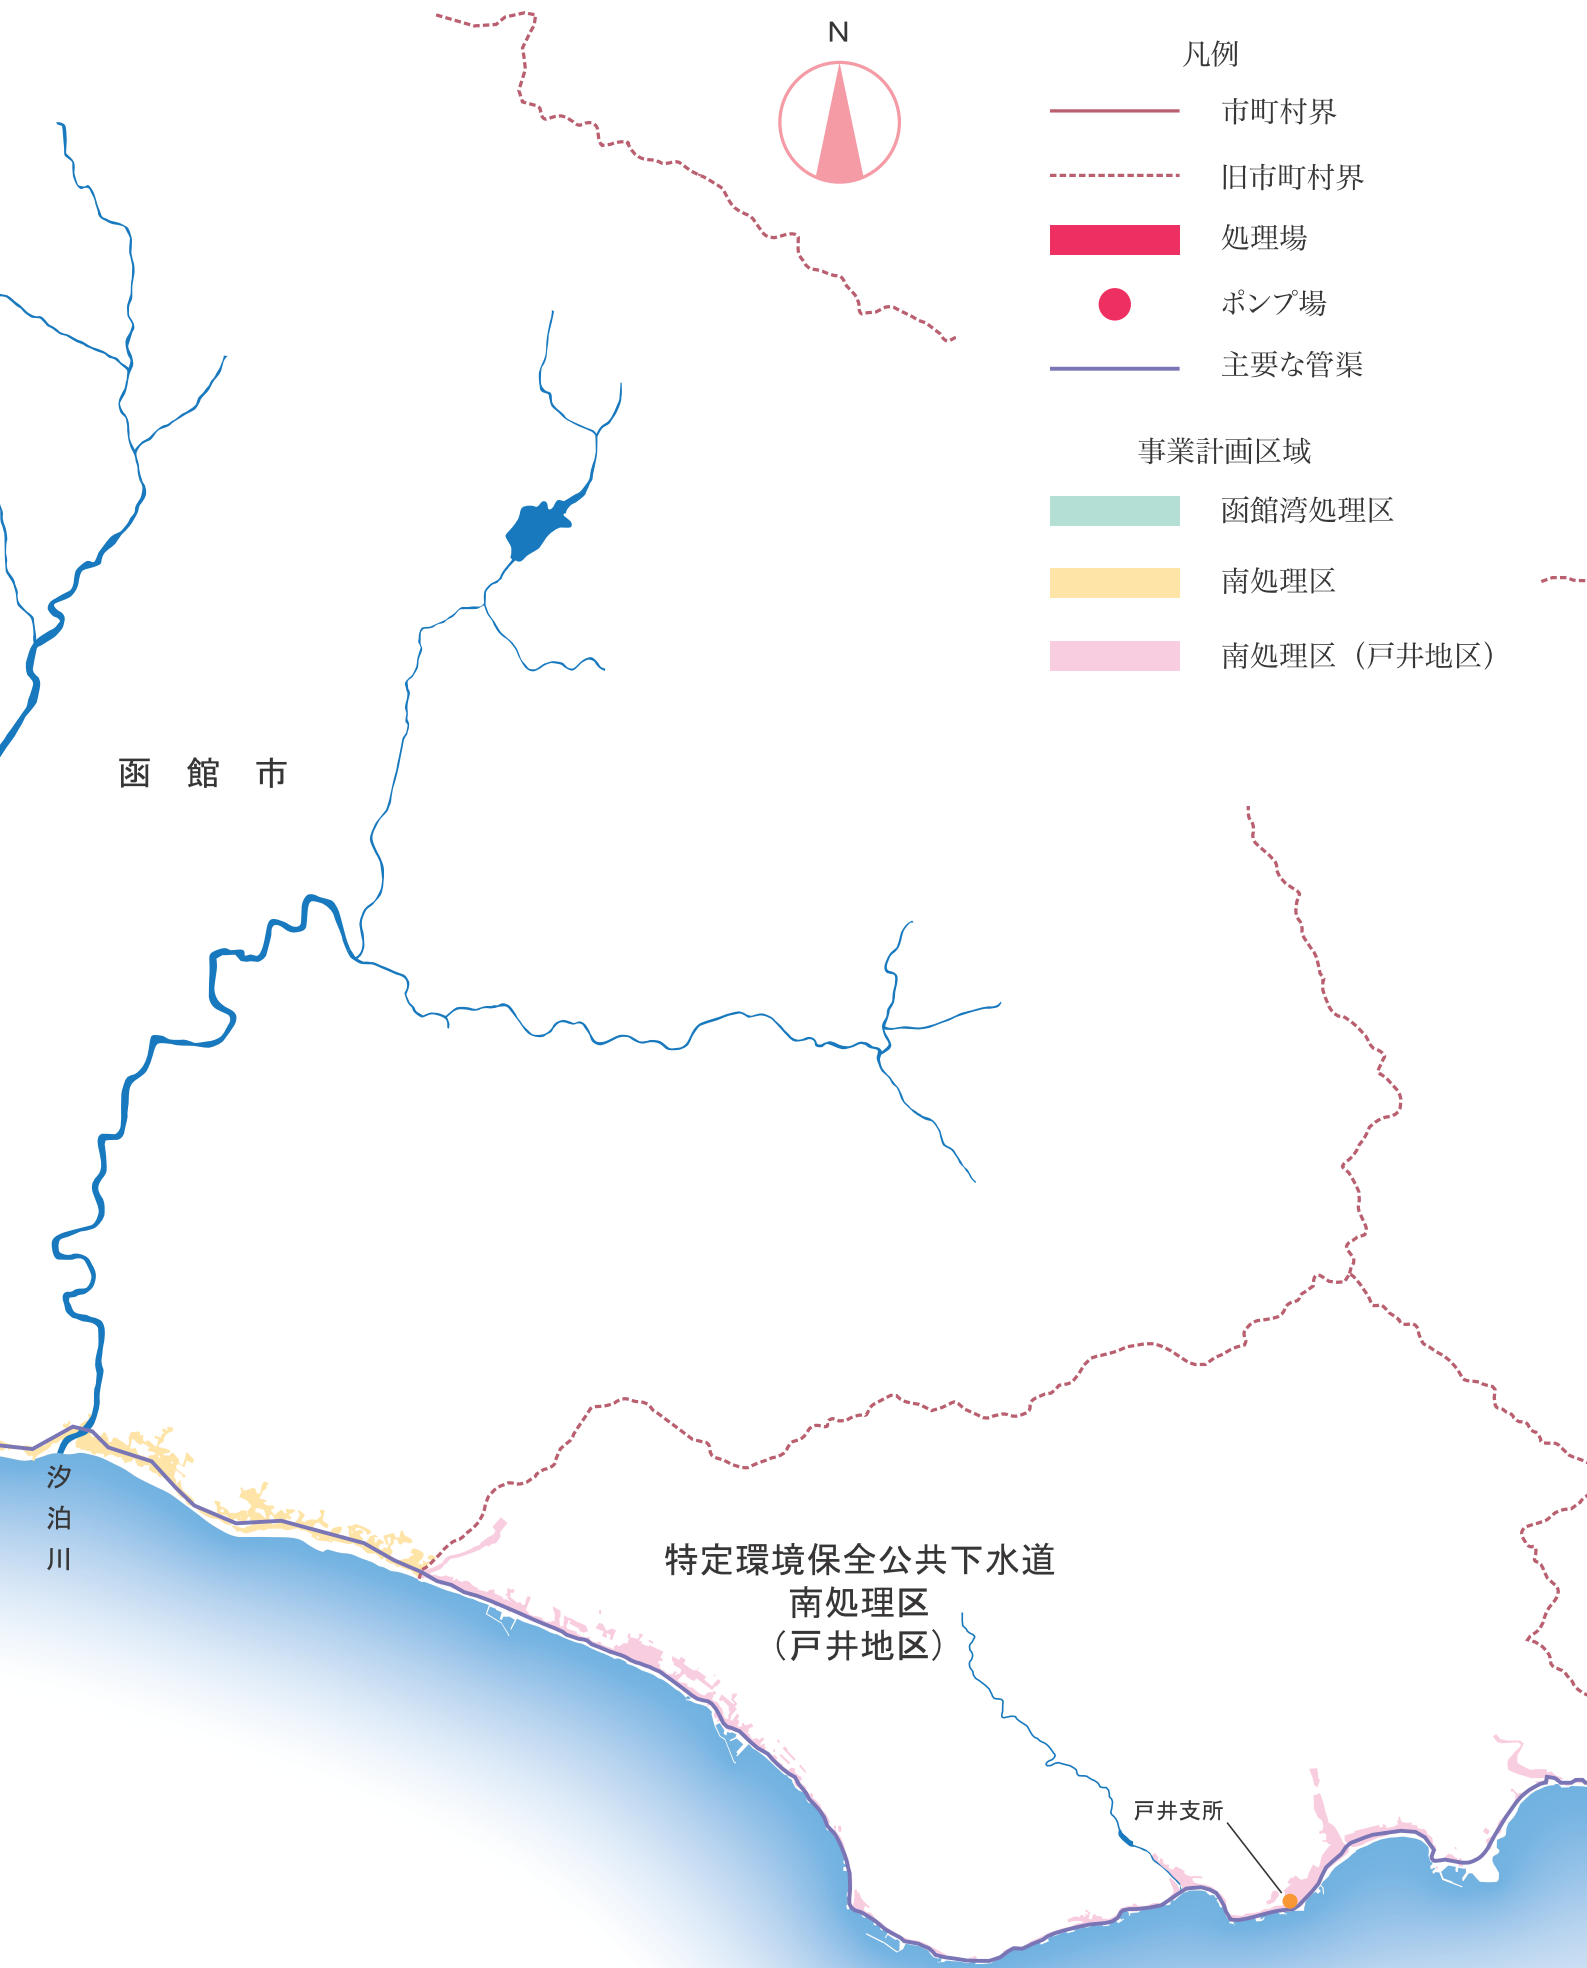 N
凡例
市町村界
旧市町村界
処理場
ポンプ場
主要な管渠
事業計画区域
函館湾処理区
南処理区
南処理区（戸井地区）
函館市
汐泊川
特定環境保全公共下水道
南処理区
（戸井地区）
戸井支所